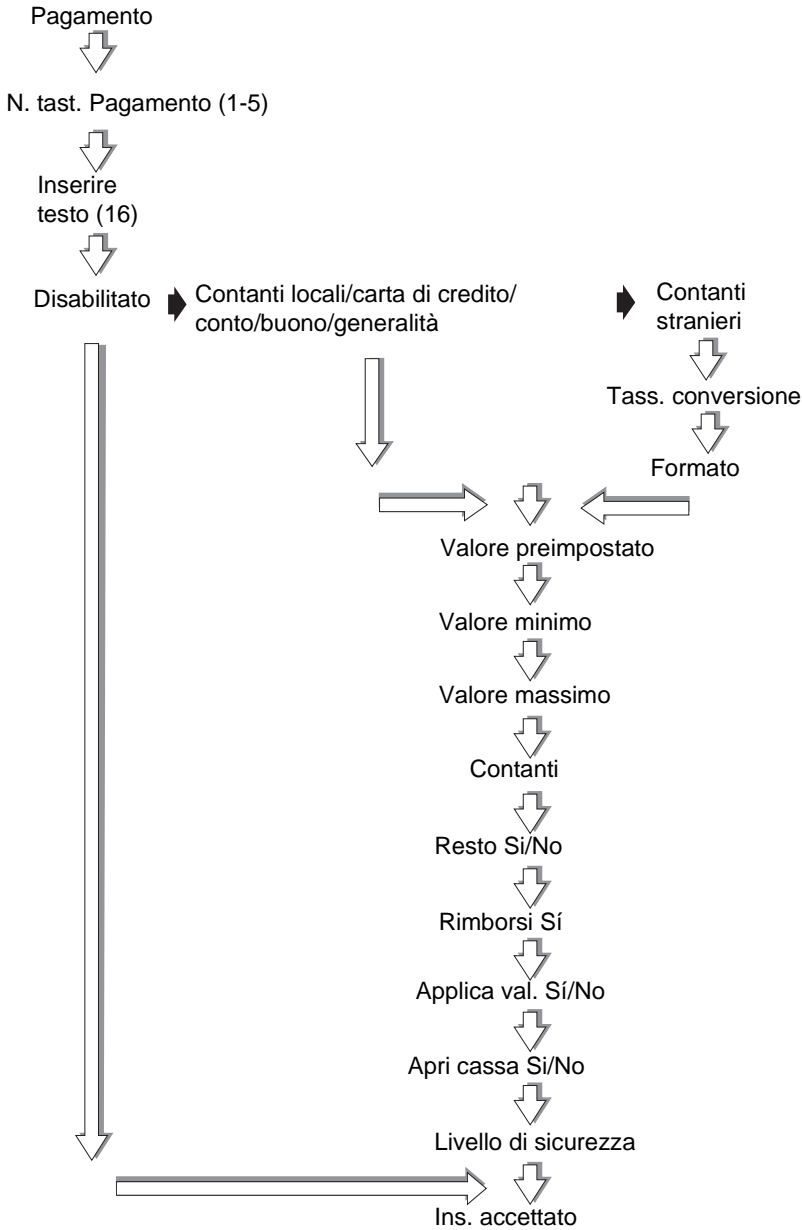 Pagamento
N. tast. Pagamento (1-5)
Inserire
testo (16)
Disabilitato
Contanti locali/carta di credito/
conto/buono/generalità
Contanti
stranieri
Tass. conversione
Formato
Valore preimpostato
Valore minimo
Valore massimo
Contanti
Resto Si/No
Rimborsi Sí
Applica val. Sí/No
Apri cassa Si/No
Livello di sicurezza
Ins. accettato